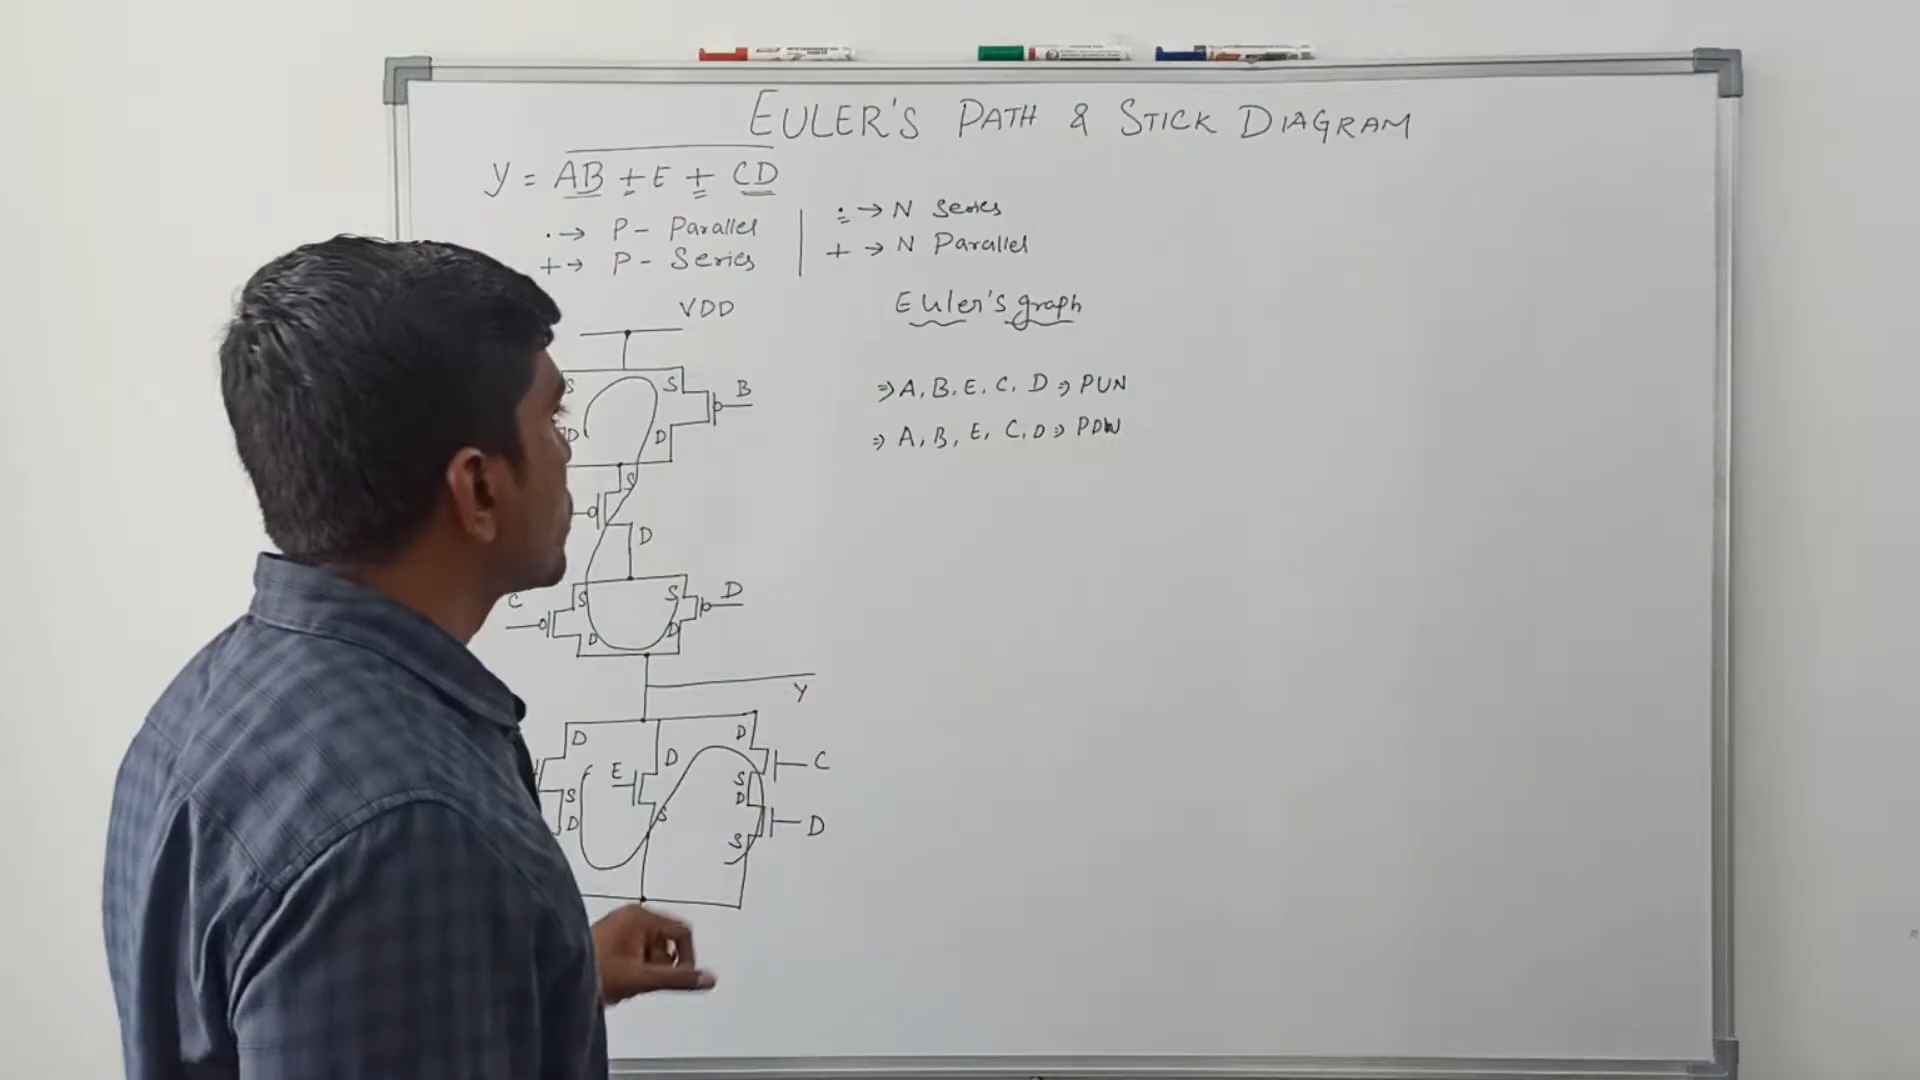 EULER'S PATH & STICK DIAGRAM
Y = AB + E + CD
. → P - Parallel
+ → P - Series
. → N Series
+ → N Parallel
VDD
Euler's graph
⇒ A, B, E, C, D ⇒ PUN
⇒ A, B, E, C, D ⇒ PDN
S
S
B
D
D
S
D
C
S
S
D
D
D
Y
D
D
D
E
C
S
S
D
D
S
D
S